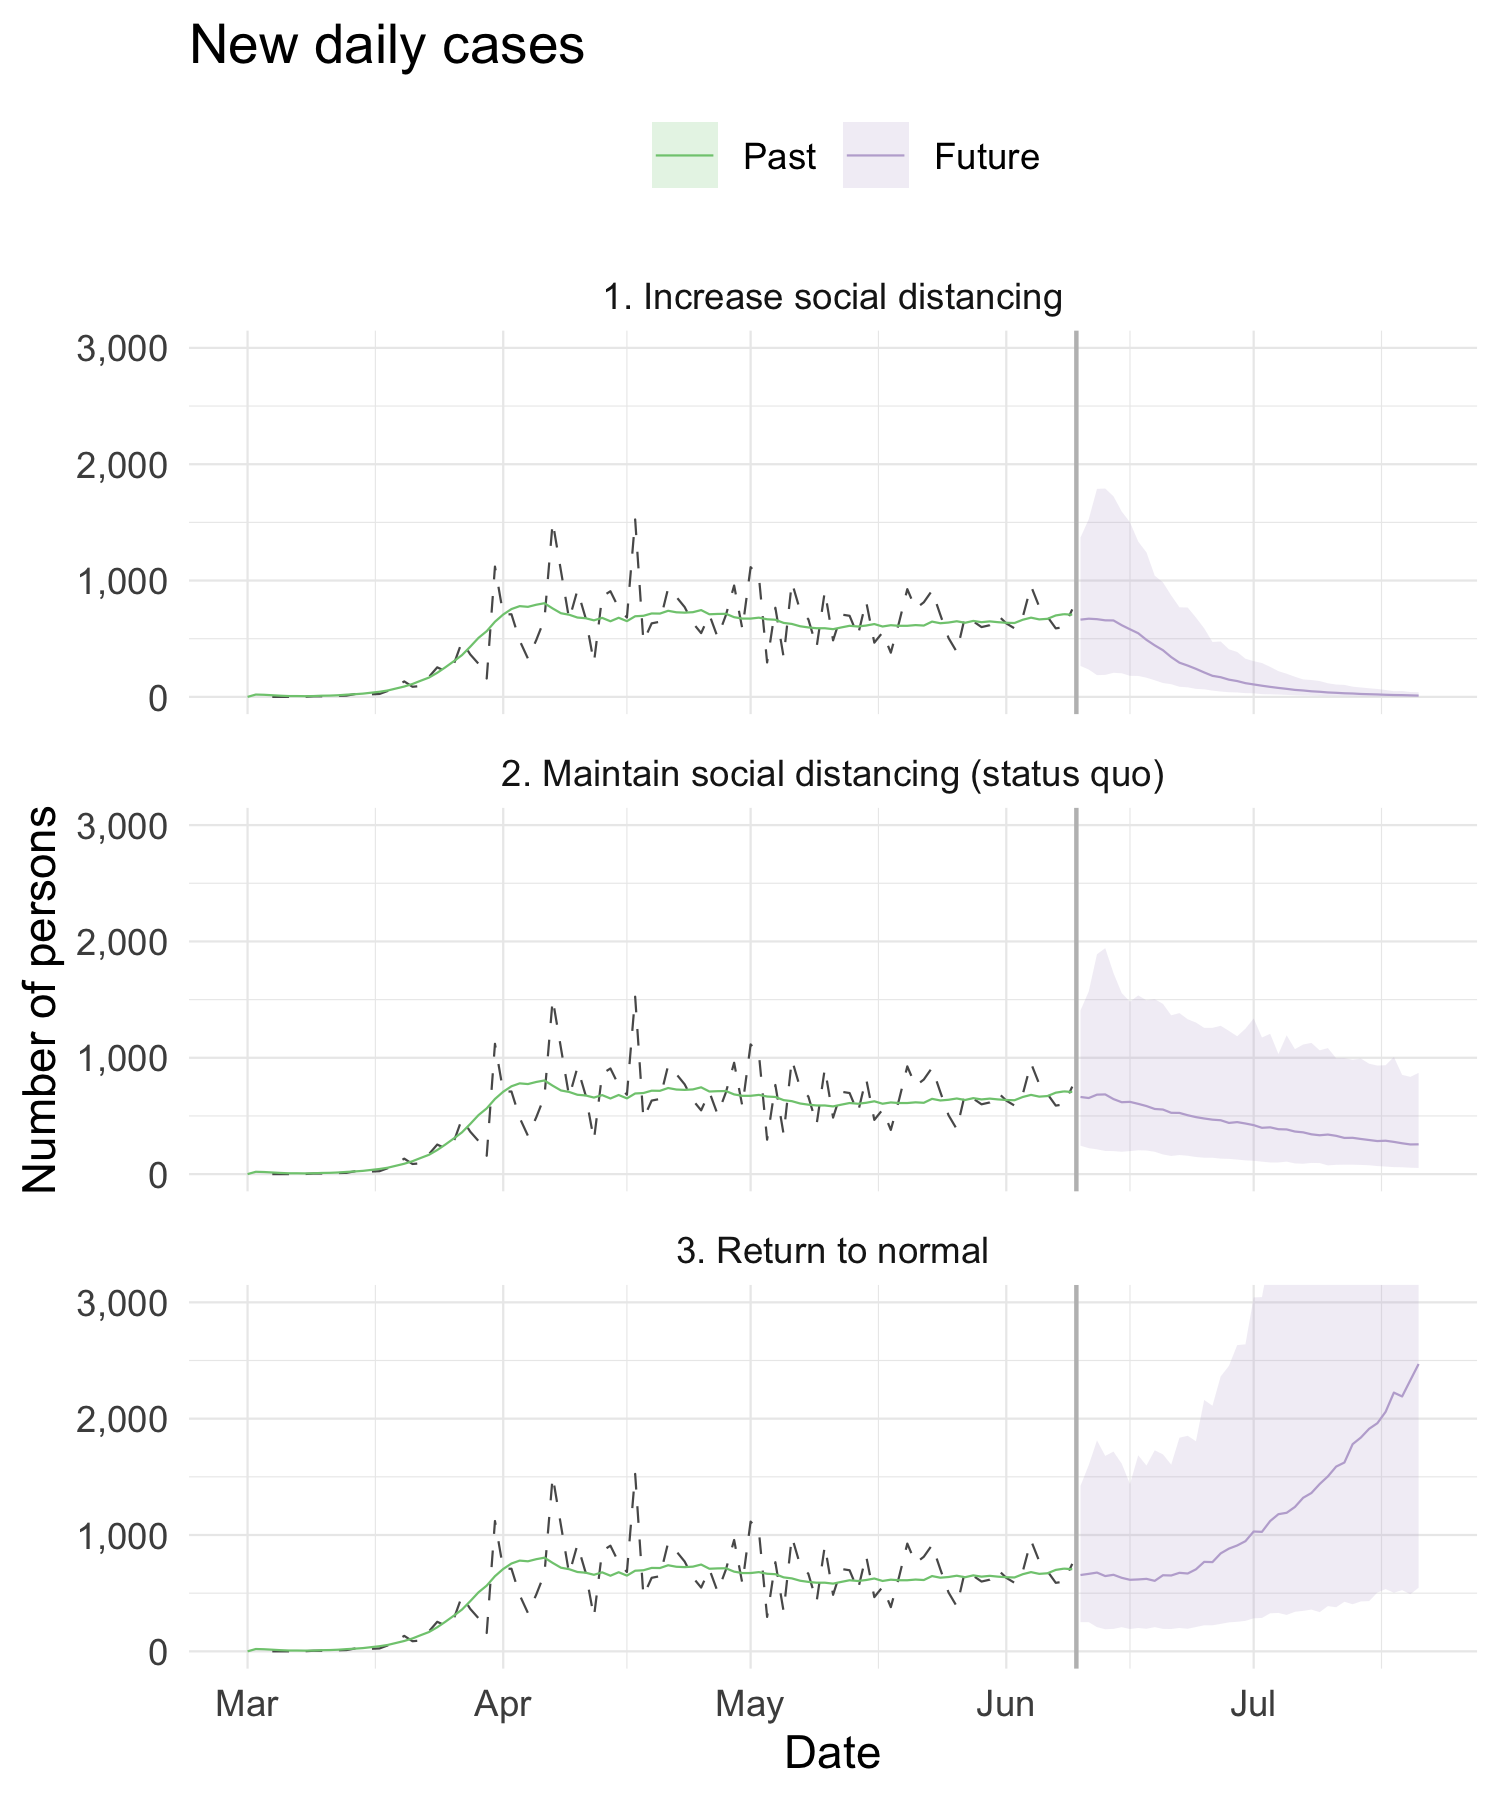 New daily cases
Past Future
1. Increase social distancing
3,000
2,000
1,000
0
2. Maintain social distancing (status quo)
3,000
2,000
1,000
0
3. Return to normal
3,000
2,000
1,000
0
Number of persons
Mar Apr May Jun Jul
Date